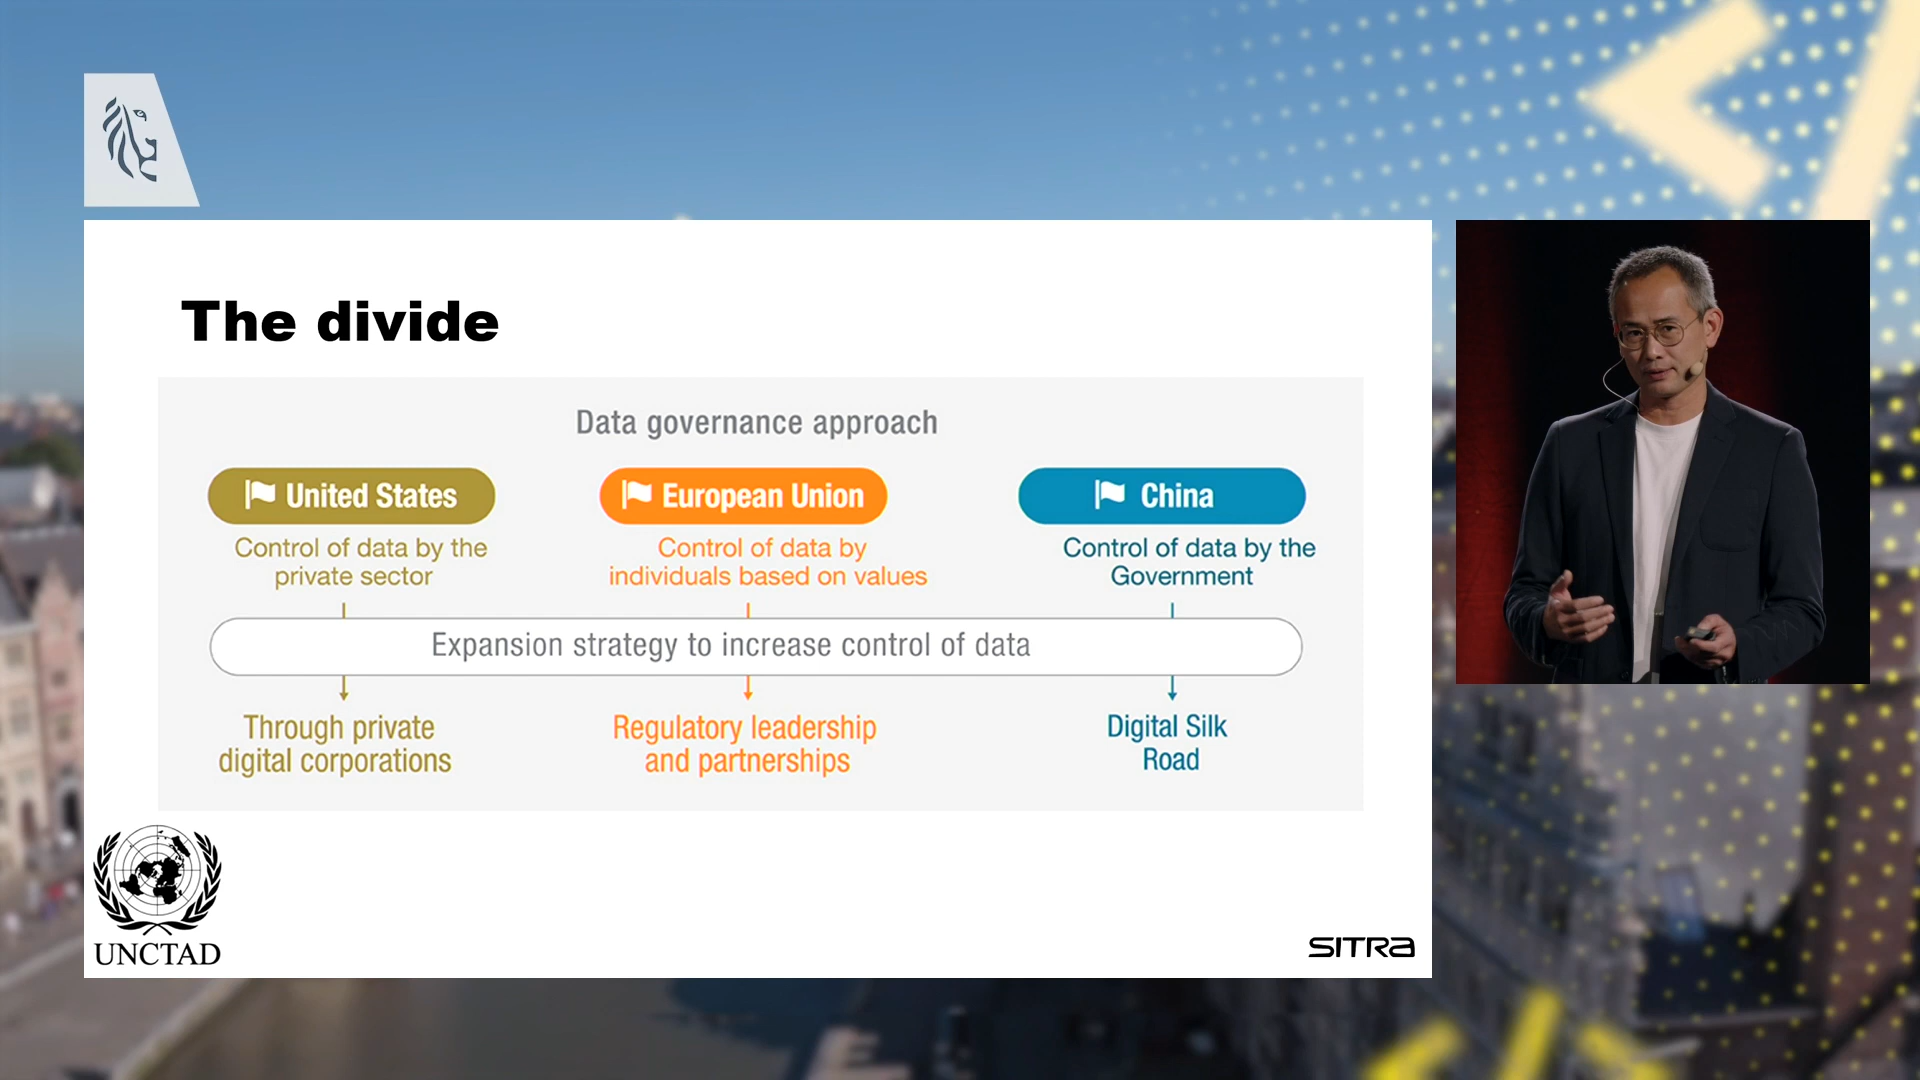 The divide
Data governance approach
United States
European Union
China
Control of data by the
private sector
Control of data by
individuals based on values
Control of data by the
Government
Expansion strategy to increase control of data
Through private
digital corporations
Regulatory leadership
and partnerships
Digital Silk
Road
UNCTAD
SITRA